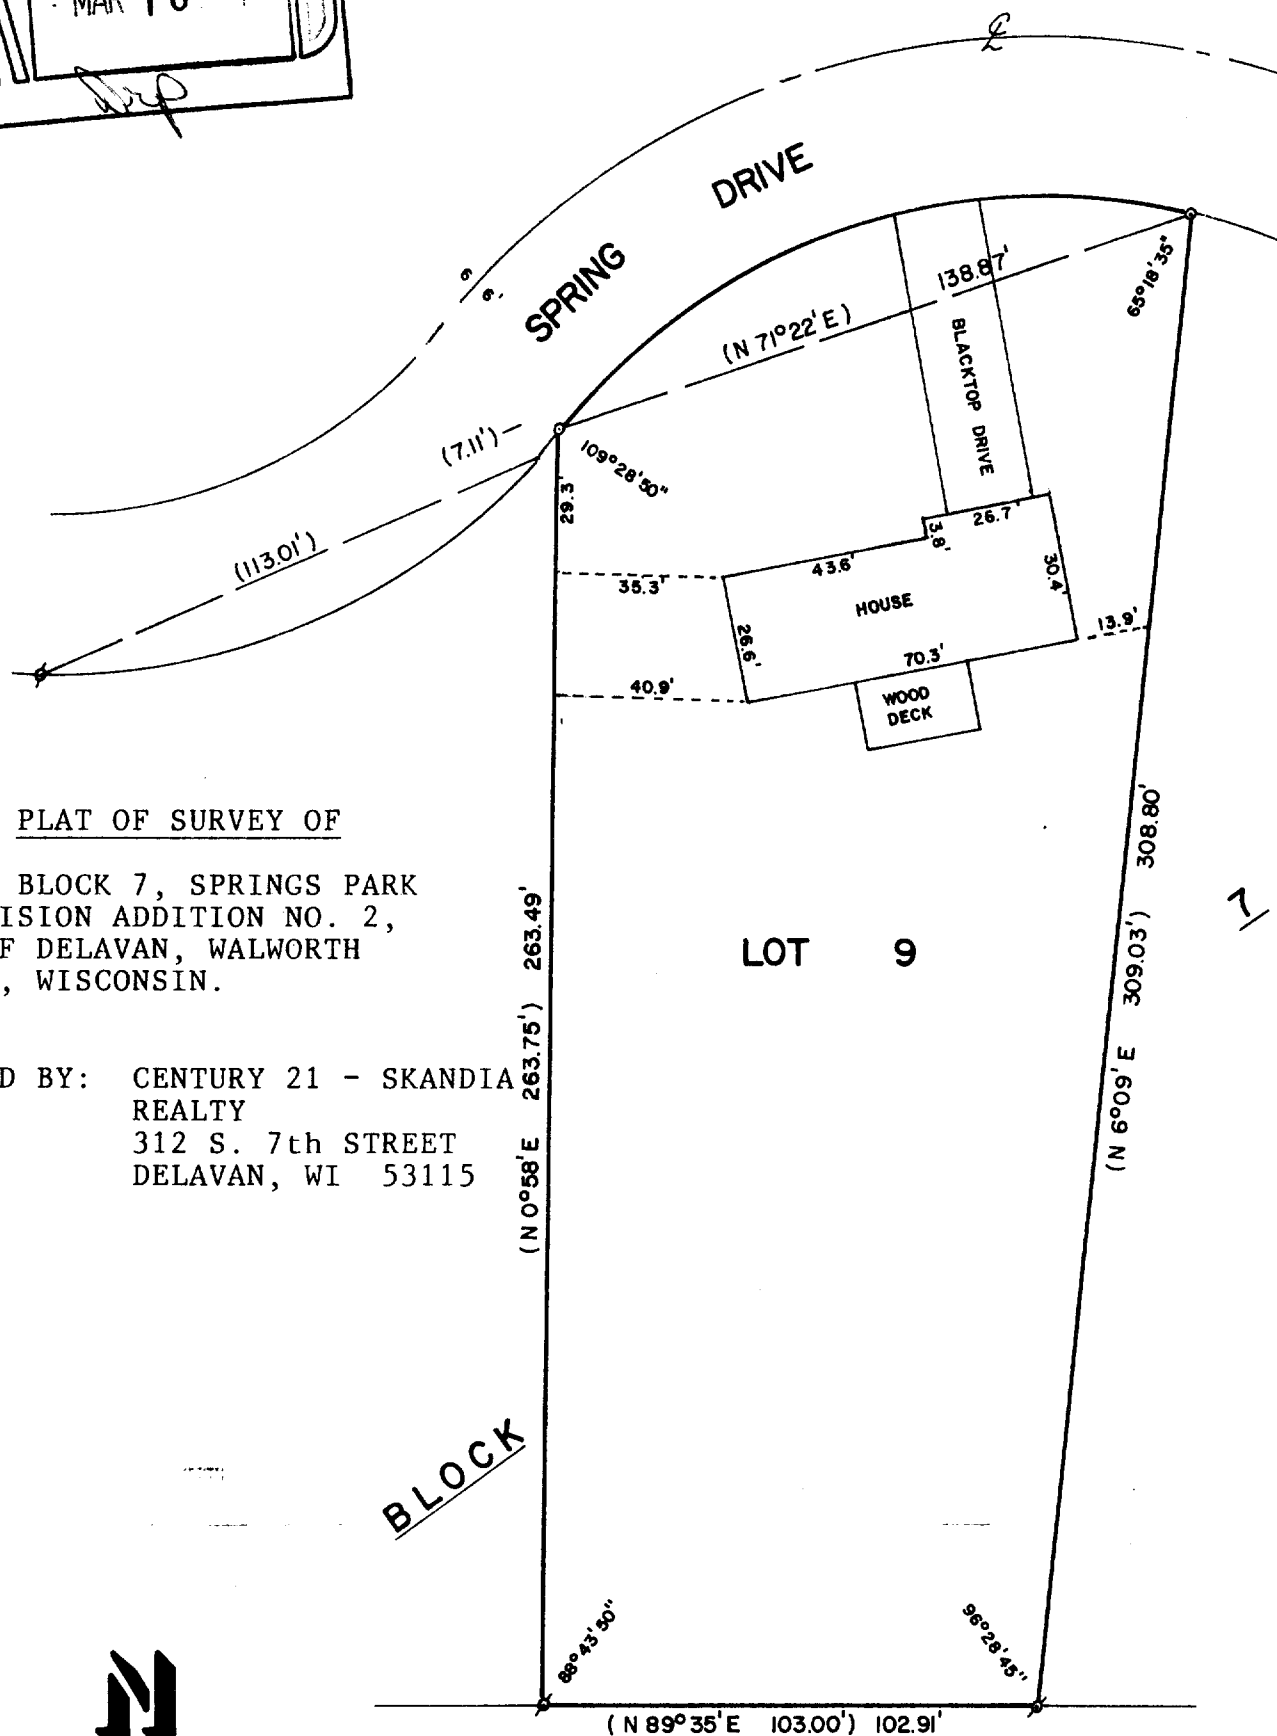 MAR 10
℄
SPRING DRIVE
66'
138.87'
(N 71°22'E)
65°18'35"
(7.11')
109°28'50"
(113.01')
29.3'
BLACKTOP DRIVE
26.7'
3.8'
43.6'
30.4'
35.3'
HOUSE
26.6'
13.9'
70.3'
40.9'
WOOD
DECK
PLAT OF SURVEY OF
BLOCK 7, SPRINGS PARK
ISION ADDITION NO. 2,
F DELAVAN, WALWORTH
, WISCONSIN.
D BY: CENTURY 21 - SKANDIA
REALTY
312 S. 7th STREET
DELAVAN, WI 53115
(N 0°58'E 263.75') 263.49'
LOT 9
(N 6°09'E 309.03') 308.80'
BLOCK 7
88°43'50"
96°28'45"
N
(N 89°35'E 103.00') 102.91'